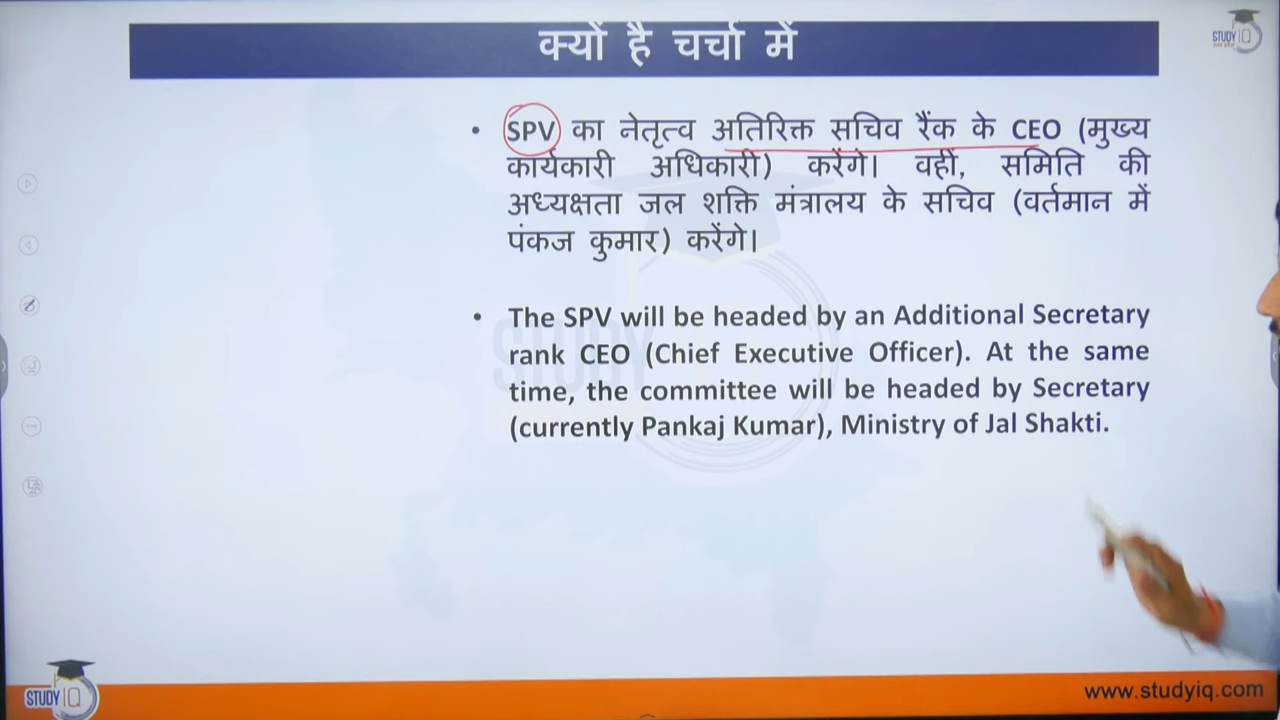 क्यों है चर्चा में
STUDY IQ
• SPV का नेतृत्व अतिरिक्त सचिव रैंक के CEO (मुख्य
कार्यकारी अधिकारी) करेंगे। वहीं, समिति की
अध्यक्षता जल शक्ति मंत्रालय के सचिव (वर्तमान में
पंकज कुमार) करेंगे।
• The SPV will be headed by an Additional Secretary
rank CEO (Chief Executive Officer). At the same
time, the committee will be headed by Secretary
(currently Pankaj Kumar), Ministry of Jal Shakti.
STUDY
STUDY IQ
www.studyiq.com